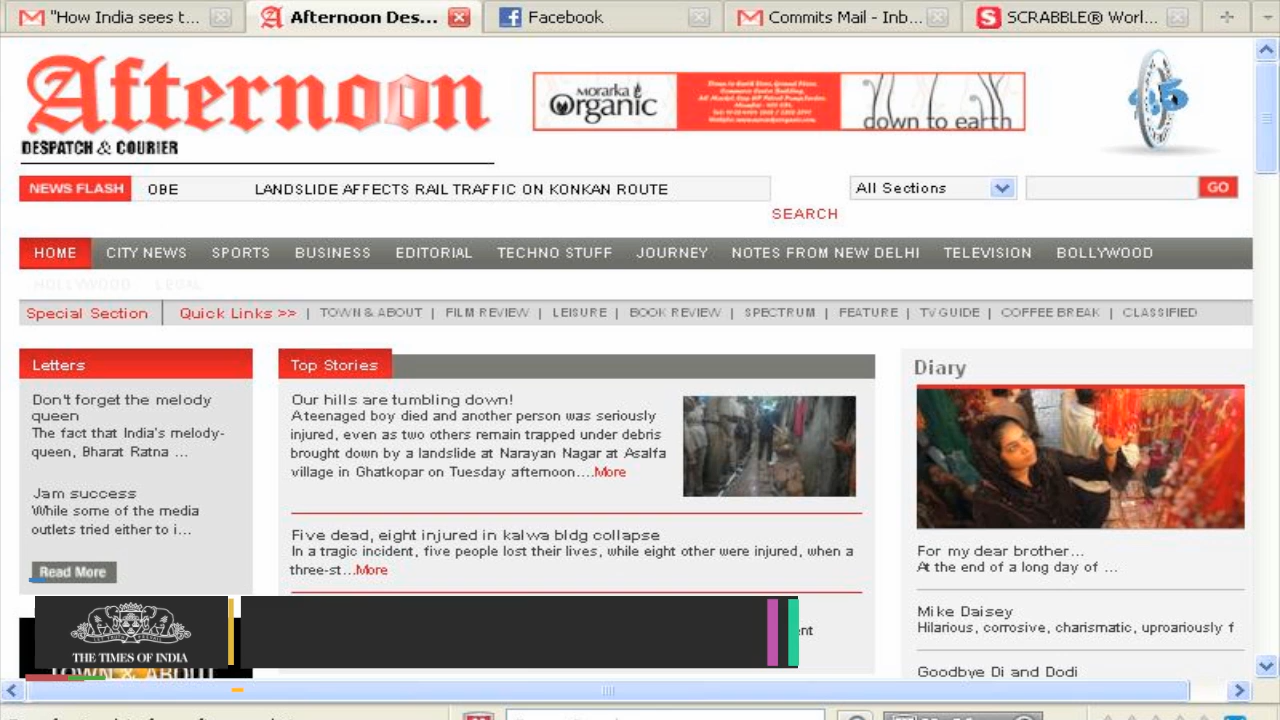 "How India sees t...
Afternoon Des...
Facebook
Commits Mail - Inb...
SCRABBLE® Worl...
Afternoon
DESPATCH & COURIER
MORARKA
Organic
down to earth
NEWS FLASH
OBE
LANDSLIDE AFFECTS RAIL TRAFFIC ON KONKAN ROUTE
All Sections
GO
SEARCH
HOME CITY NEWS SPORTS BUSINESS EDITORIAL TECHNO STUFF JOURNEY NOTES FROM NEW DELHI TELEVISION BOLLYWOOD
HOLLYWOOD LEGAL
Special Section Quick Links >> | TOWN & ABOUT | FILM REVIEW | LEISURE | BOOK REVIEW | SPECTRUM | FEATURE | TV GUIDE | COFFEE BREAK | CLASSIFIED
Letters
Don't forget the melody
queen
The fact that India's melody-
queen, Bharat Ratna ...
Jam success
While some of the media
outlets tried either to i...
Read More
Top Stories
Our hills are tumbling down!
A teenaged boy died and another person was seriously
injured, even as two others remain trapped under debris
brought down by a landslide at Narayan Nagar at Asalfa
village in Ghatkopar on Tuesday afternoon....More
Five dead, eight injured in kalwa bldg collapse
In a tragic incident, five people lost their lives, while eight other were injured, when a
three-st...More
Diary
For my dear brother...
At the end of a long day of ...
Mike Daisey
Hilarious, corrosive, charismatic, uproariously f
Goodbye Di and Dodi
THE TIMES OF INDIA
TOWN & ABOUT